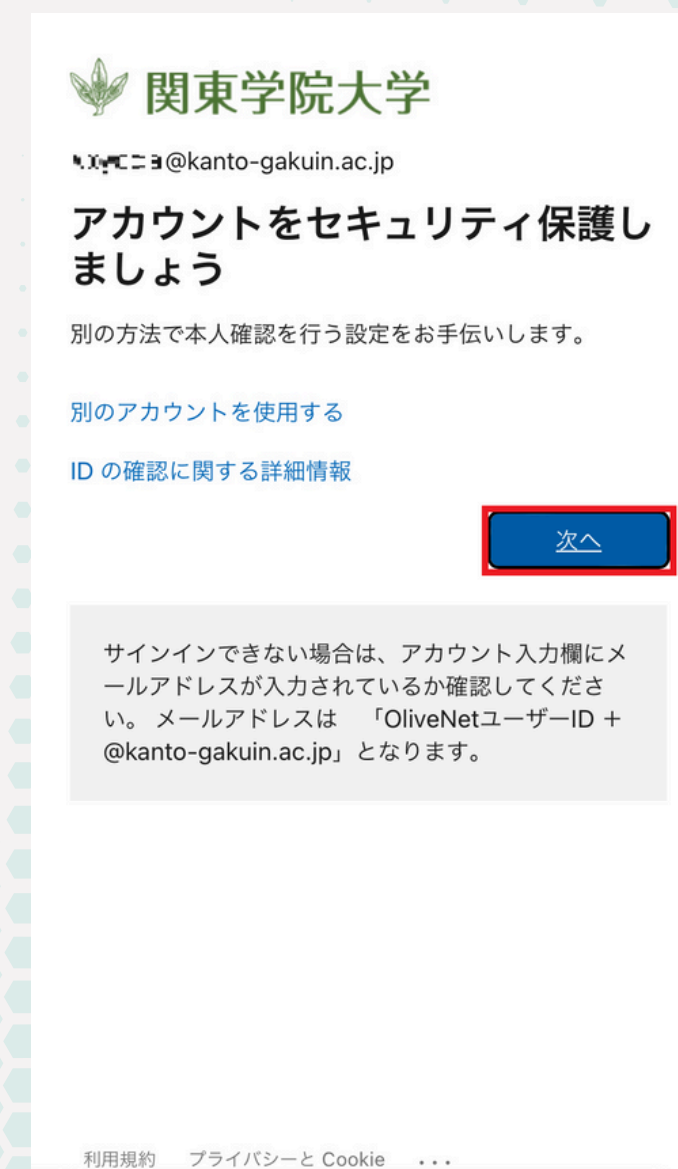 関東学院大学
@kanto-gakuin.ac.jp
アカウントをセキュリティ保護し
ましょう
別の方法で本人確認を行う設定をお手伝いします。
別のアカウントを使用する
ID の確認に関する詳細情報
次へ
サインインできない場合は、アカウント入力欄にメ
ールアドレスが入力されているか確認してくださ
い。 メールアドレスは　「OliveNetユーザーID +
@kanto-gakuin.ac.jp」となります。
利用規約　プライバシーと Cookie　...